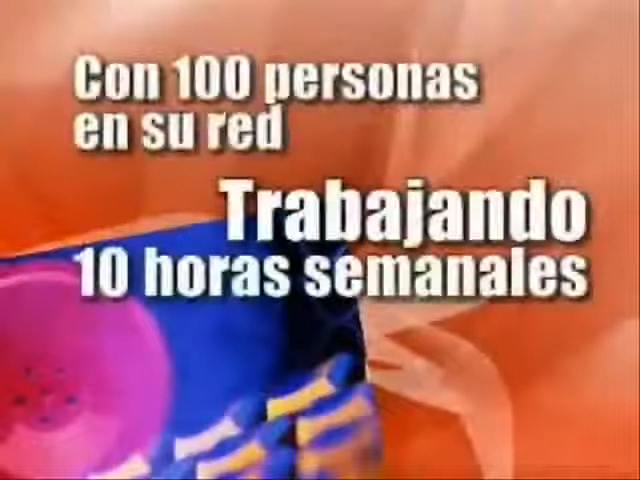 Con 100 personas
en su red
Trabajando
10 horas semanales